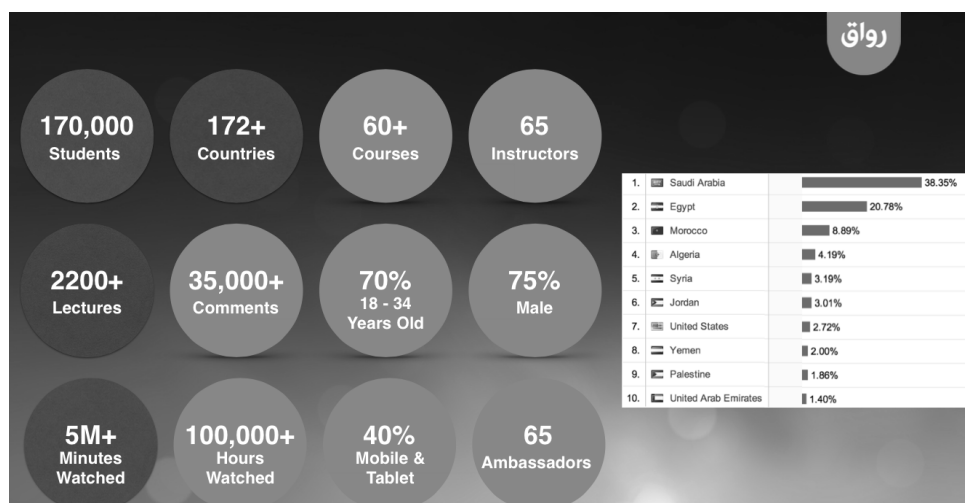 رواق
170,000
Students
172+
Countries
60+
Courses
65
Instructors
2200+
Lectures
35,000+
Comments
70%
18 - 34
Years Old
75%
Male
5M+
Minutes
Watched
100,000+
Hours
Watched
40%
Mobile &
Tablet
65
Ambassadors
1. Saudi Arabia 38.35%
2. Egypt 20.78%
3. Morocco 8.89%
4. Algeria 4.19%
5. Syria 3.19%
6. Jordan 3.01%
7. United States 2.72%
8. Yemen 2.00%
9. Palestine 1.86%
10. United Arab Emirates 1.40%